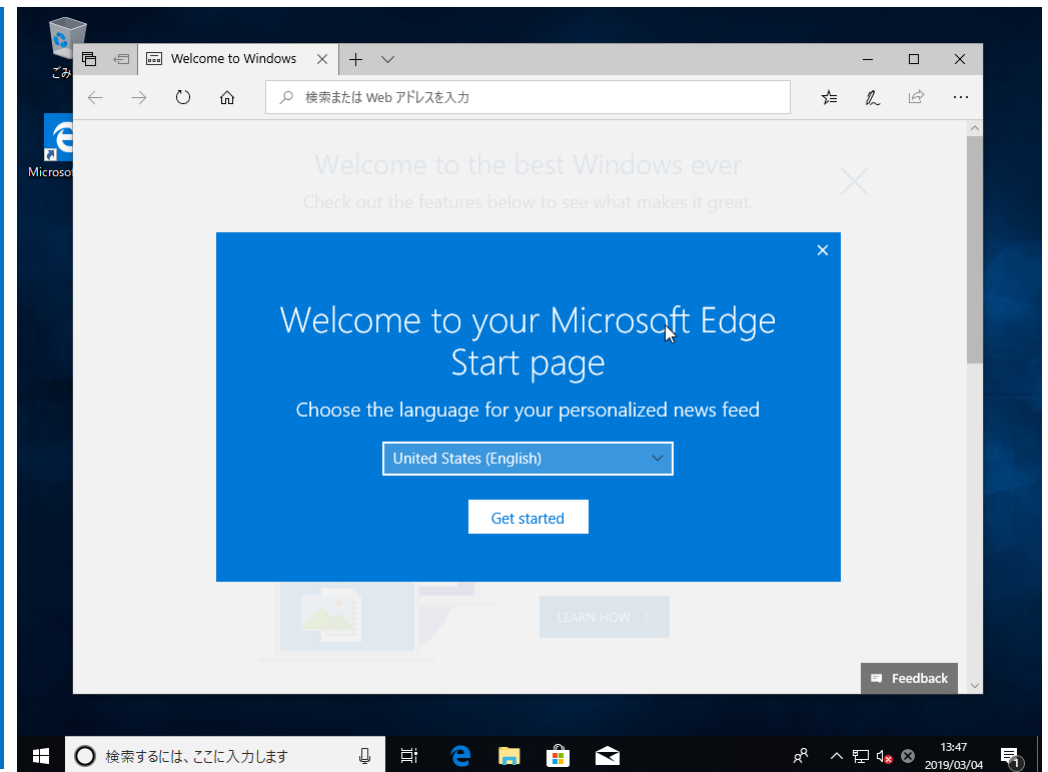 ごみ
Microso
Welcome to Windows
検索または Web アドレスを入力
Welcome to the best Windows ever
Check out the features below to see what makes it great.
Welcome to your Microsoft Edge
Start page
Choose the language for your personalized news feed
United States (English)
Get started
LEARN HOW
Feedback
検索するには、ここに入力します
13:47
2019/03/04
1